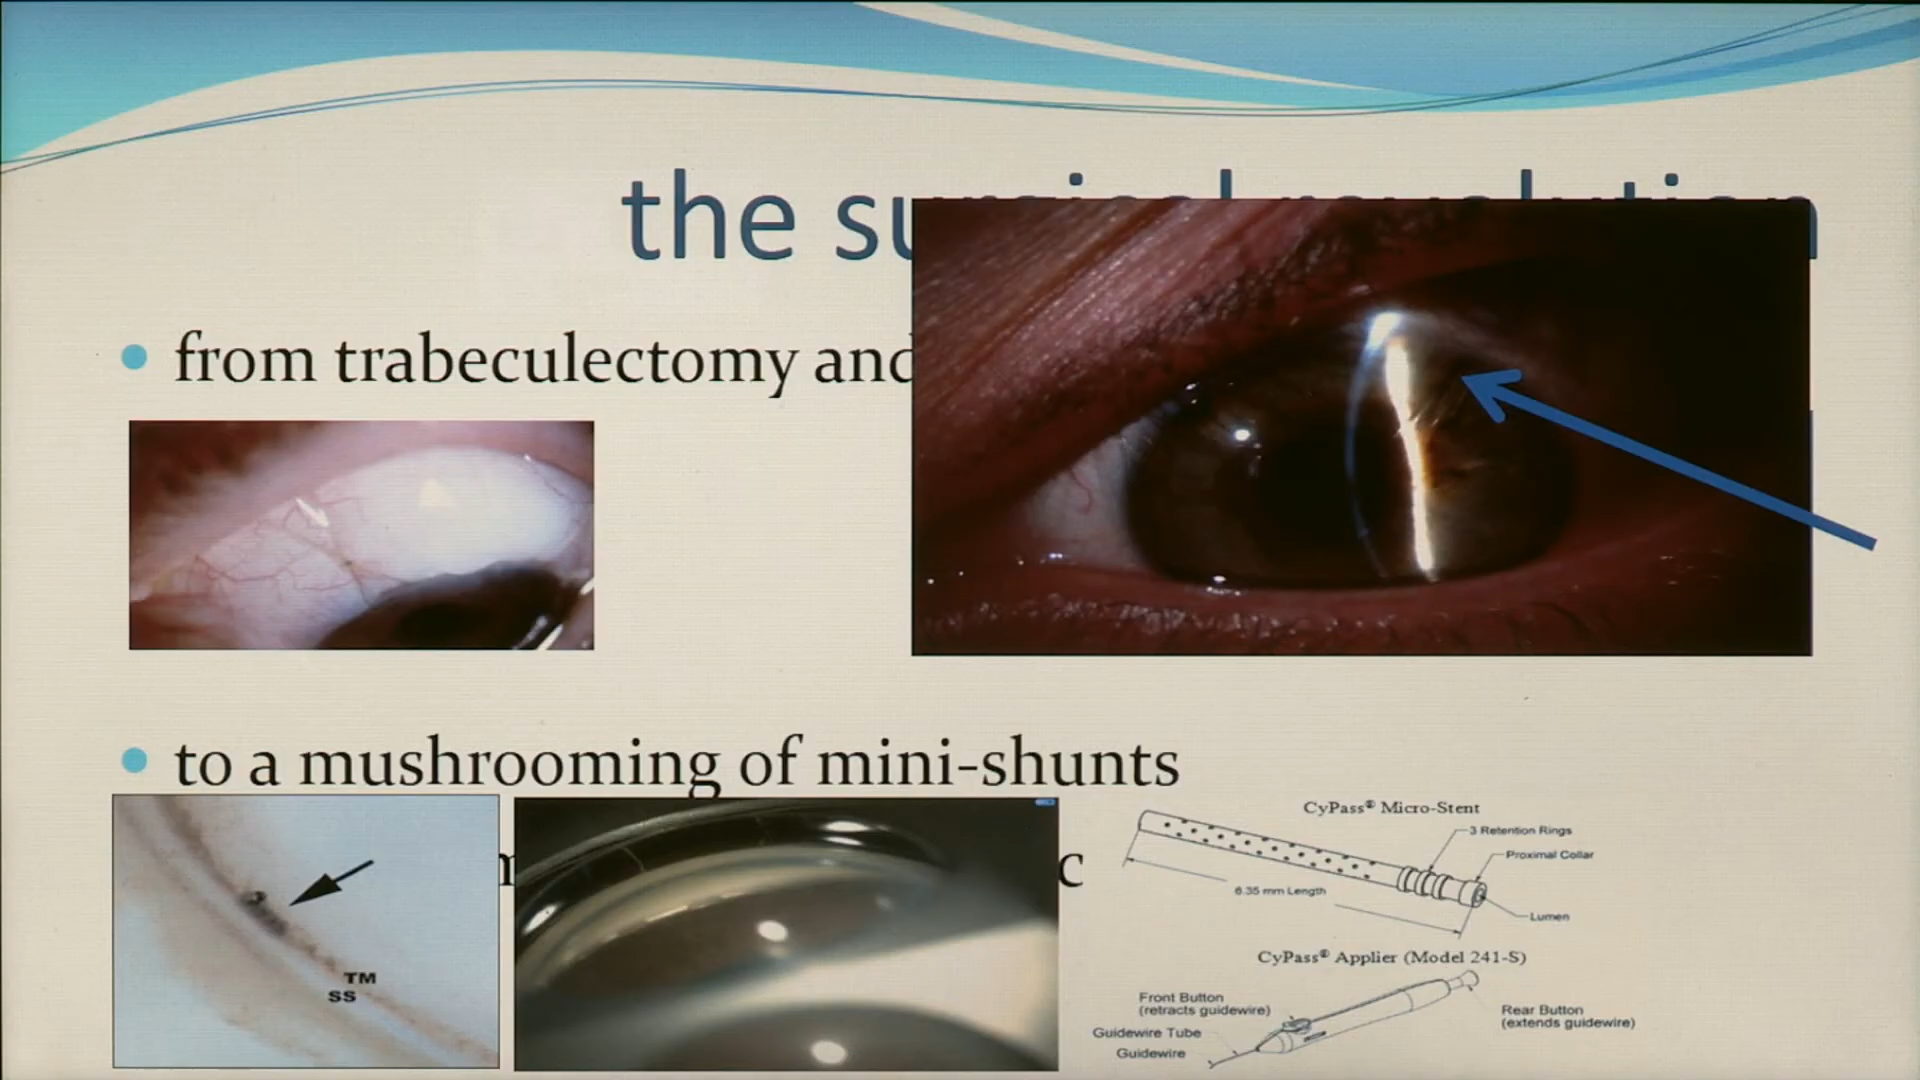 the
• from trabeculectomy and
• to a mushrooming of mini-shunts
c
TM
SS
CyPass® Micro-Stent
3 Retention Rings
Proximal Collar
6.35 mm Length
Lumen
CyPass® Applier (Model 241-S)
Front Button
(retracts guidewire)
Rear Button
(extends guidewire)
Guidewire Tube
Guidewire